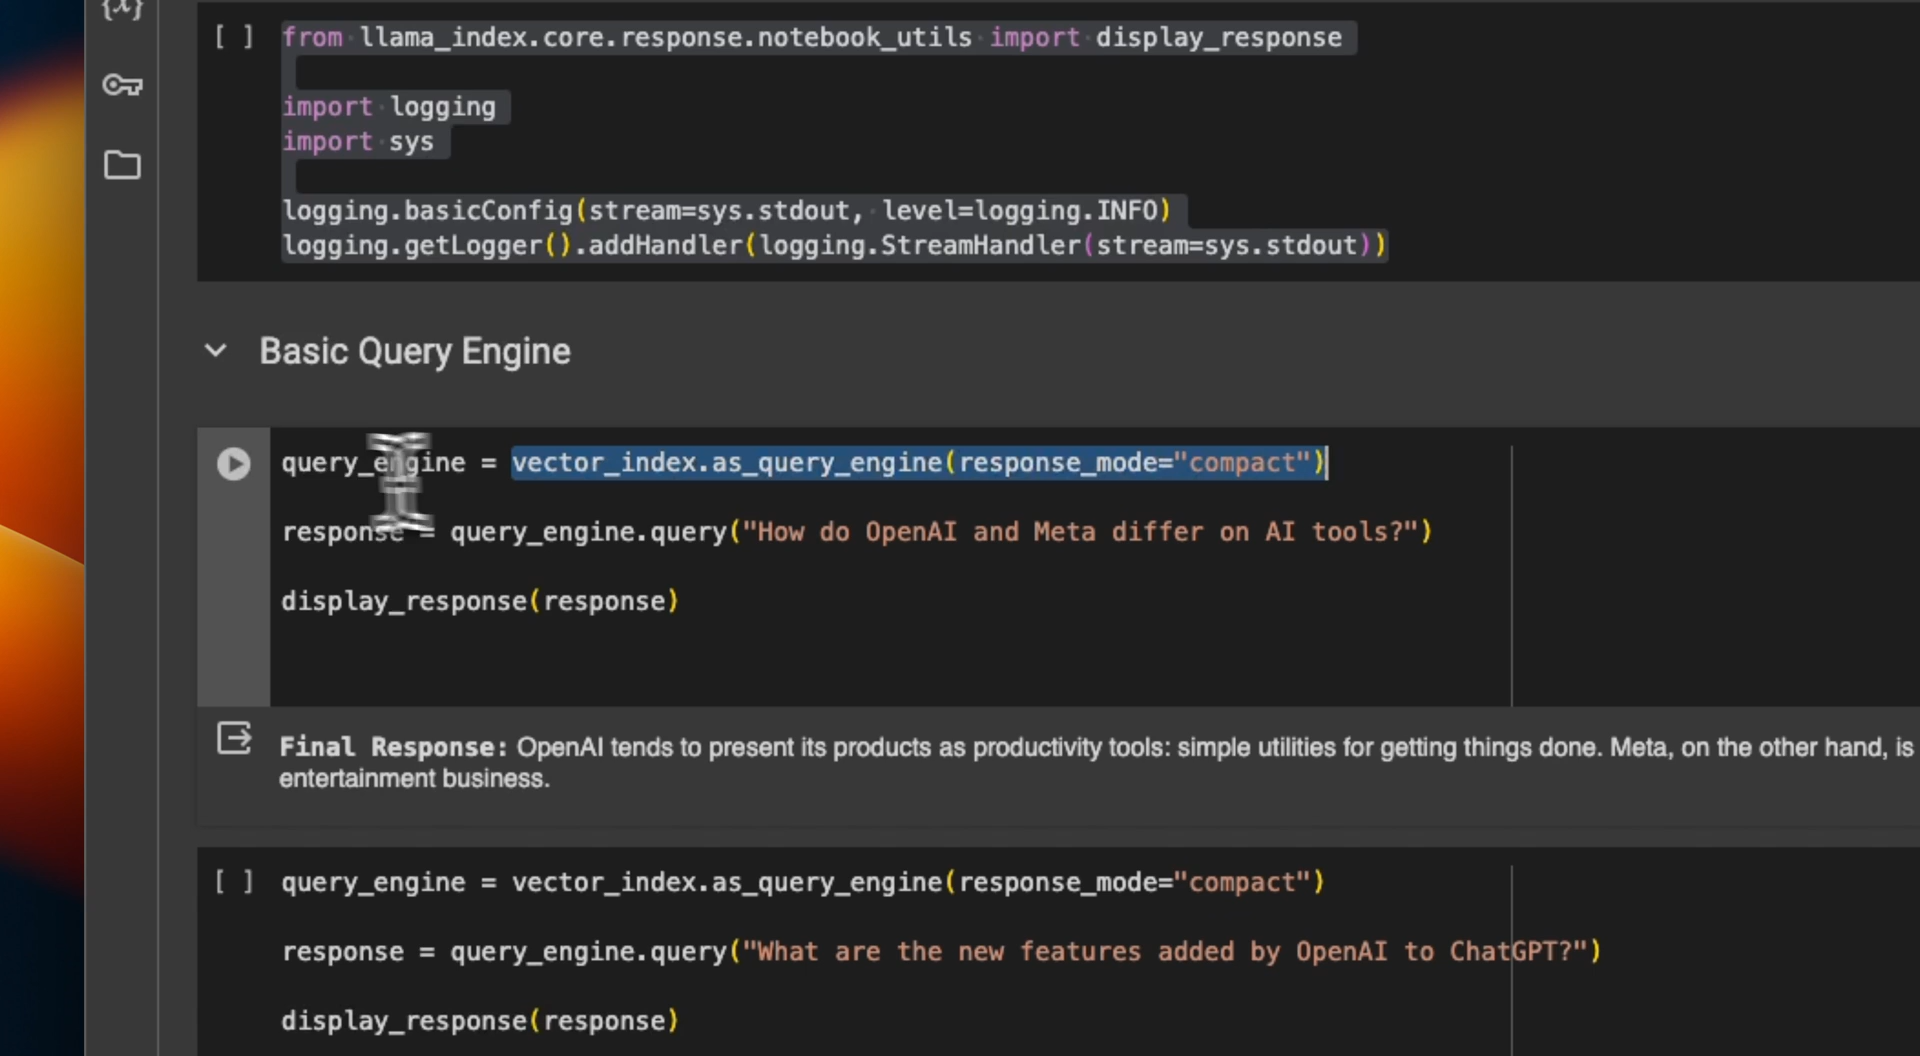 {x}
[ ] from llama_index.core.response.notebook_utils import display_response
import logging
import sys
logging.basicConfig(stream=sys.stdout, level=logging.INFO)
logging.getLogger().addHandler(logging.StreamHandler(stream=sys.stdout))
Basic Query Engine
query_engine = vector_index.as_query_engine(response_mode="compact")
response = query_engine.query("How do OpenAI and Meta differ on AI tools?")
display_response(response)
Final Response: OpenAI tends to present its products as productivity tools: simple utilities for getting things done. Meta, on the other hand, is
entertainment business.
[ ] query_engine = vector_index.as_query_engine(response_mode="compact")
response = query_engine.query("What are the new features added by OpenAI to ChatGPT?")
display_response(response)